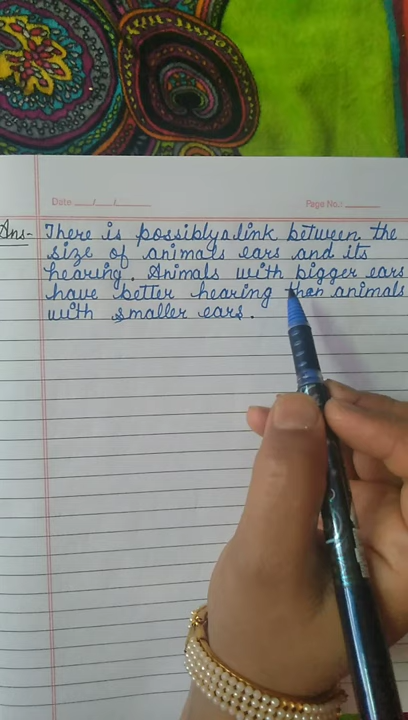 Date ___/___/___ Page No.: ______
Ans- There is possibly a link between the
size of animals ears and its
hearing. Animals with bigger ears
have better hearing than animals
with smaller ears.